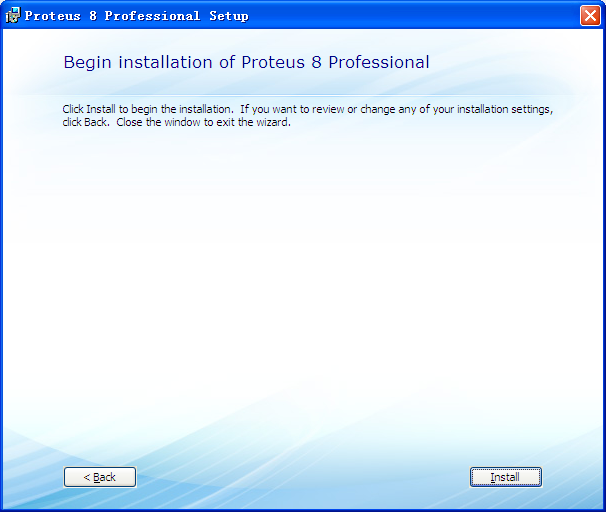 Proteus 8 Professional Setup
Begin installation of Proteus 8 Professional
Click Install to begin the installation.  If you want to review or change any of your installation settings,
click Back.  Close the window to exit the wizard.
< Back
Install